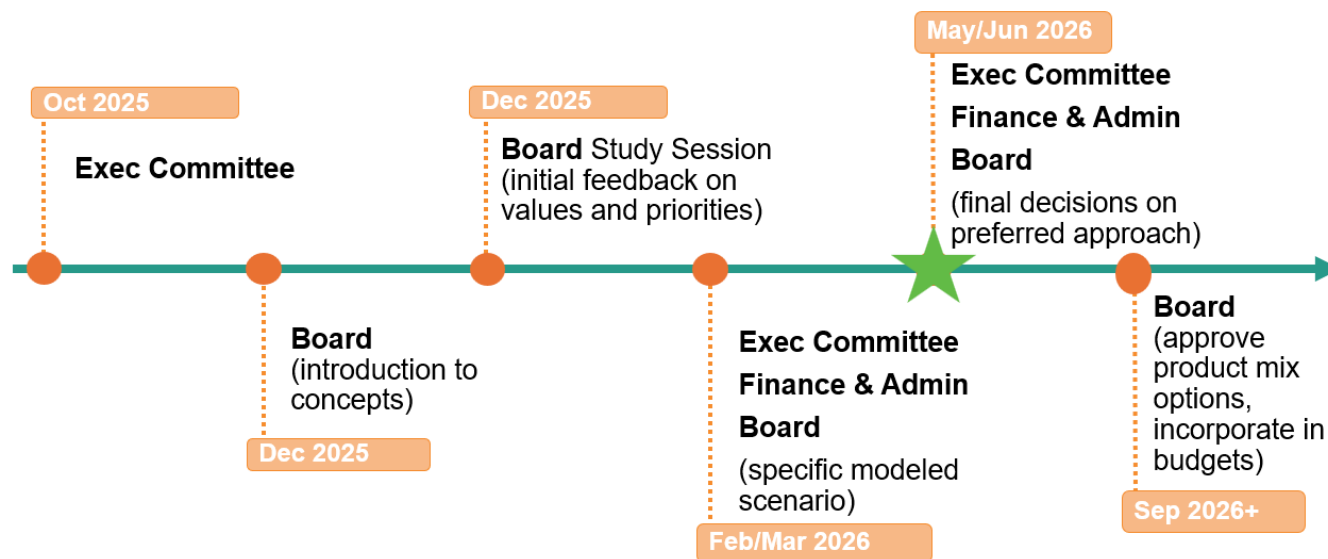 Oct 2025
Exec Committee
Board
(introduction to
concepts)
Dec 2025
Dec 2025
Board Study Session
(initial feedback on
values and priorities)
Exec Committee
Finance & Admin
Board
(specific modeled
scenario)
Feb/Mar 2026
May/Jun 2026
Exec Committee
Finance & Admin
Board
(final decisions on
preferred approach)
Board
(approve
product mix
options,
incorporate in
budgets)
Sep 2026+